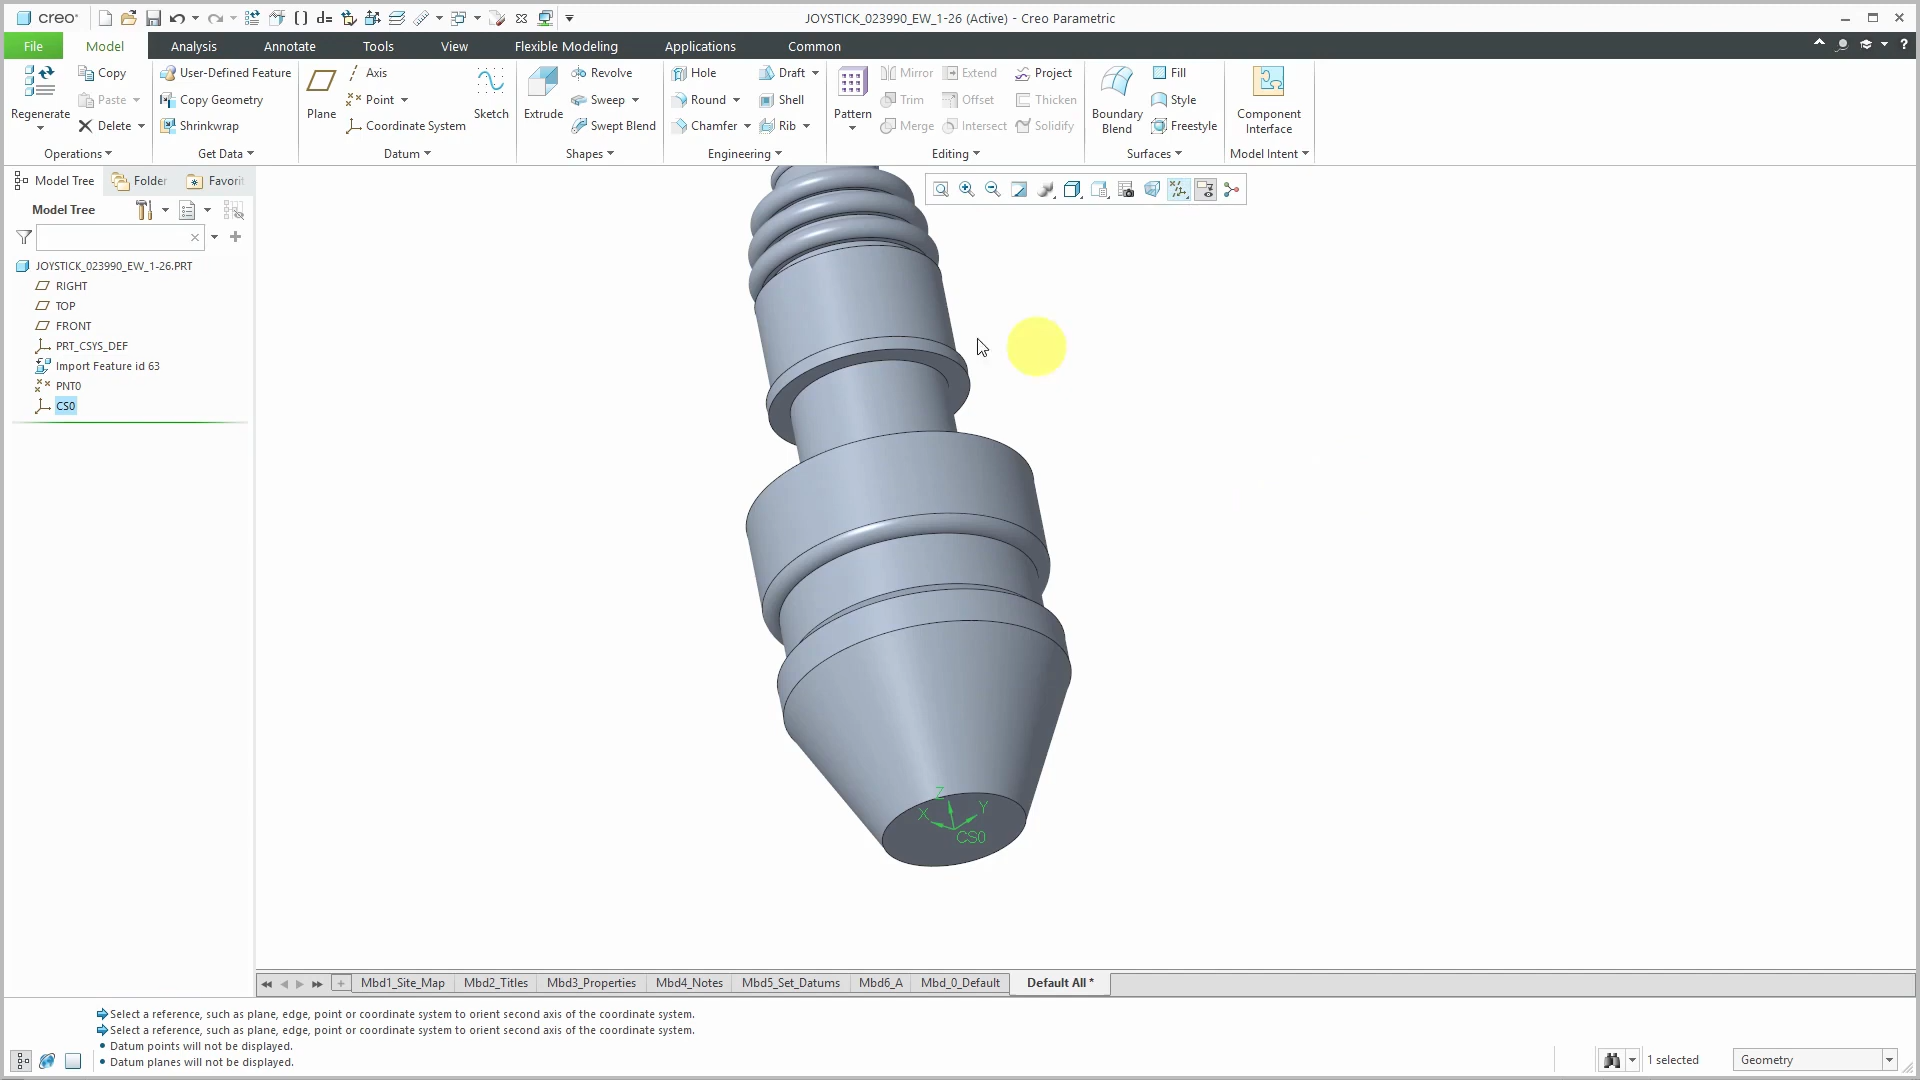 creo
JOYSTICK_023990_EW_1-26 (Active) - Creo Parametric
File Model Analysis Annotate Tools View Flexible Modeling Applications Common
Regenerate
Copy
Paste
Delete
Operations
User-Defined Feature
Copy Geometry
Shrinkwrap
Get Data
Plane
Axis
Point
Coordinate System
Sketch
Datum
Extrude
Revolve
Sweep
Swept Blend
Shapes
Hole
Round
Chamfer
Draft
Shell
Rib
Engineering
Pattern
Mirror
Trim
Merge
Extend
Offset
Intersect
Project
Thicken
Solidify
Editing
Boundary
Blend
Fill
Style
Freestyle
Surfaces
Component
Interface
Model Intent
Model Tree Folder Favorit
Model Tree
JOYSTICK_023990_EW_1-26.PRT
RIGHT
TOP
FRONT
PRT_CSYS_DEF
Import Feature id 63
PNT0
CS0
Z
X
Y
CS0
Mbd1_Site_Map Mbd2_Titles Mbd3_Properties Mbd4_Notes Mbd5_Set_Datums Mbd6_A Mbd_0_Default Default All *
Select a reference, such as plane, edge, point or coordinate system to orient second axis of the coordinate system.
Select a reference, such as plane, edge, point or coordinate system to orient second axis of the coordinate system.
• Datum points will not be displayed.
• Datum planes will not be displayed.
1 selected
Geometry